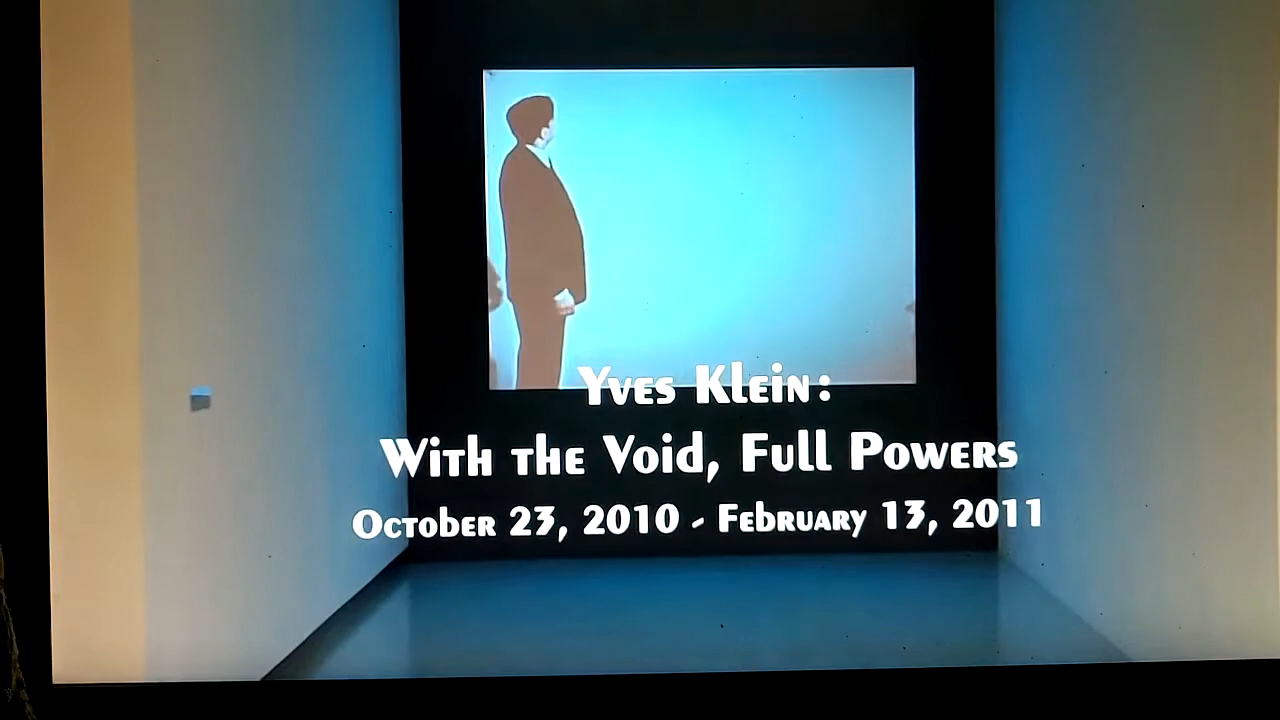 Yves Klein:
With the Void, Full Powers
October 23, 2010 - February 13, 2011